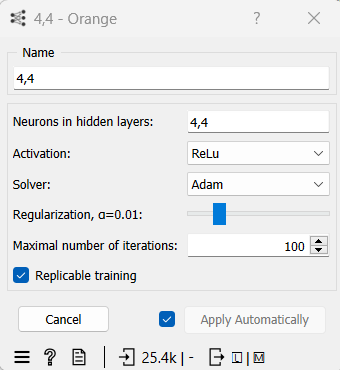 4,4 - Orange
Name
4,4
Neurons in hidden layers: 4,4
Activation: ReLu
Solver: Adam
Regularization, α=0.01:
Maximal number of iterations: 100
Replicable training
Cancel Apply Automatically
25.4k | - L | M